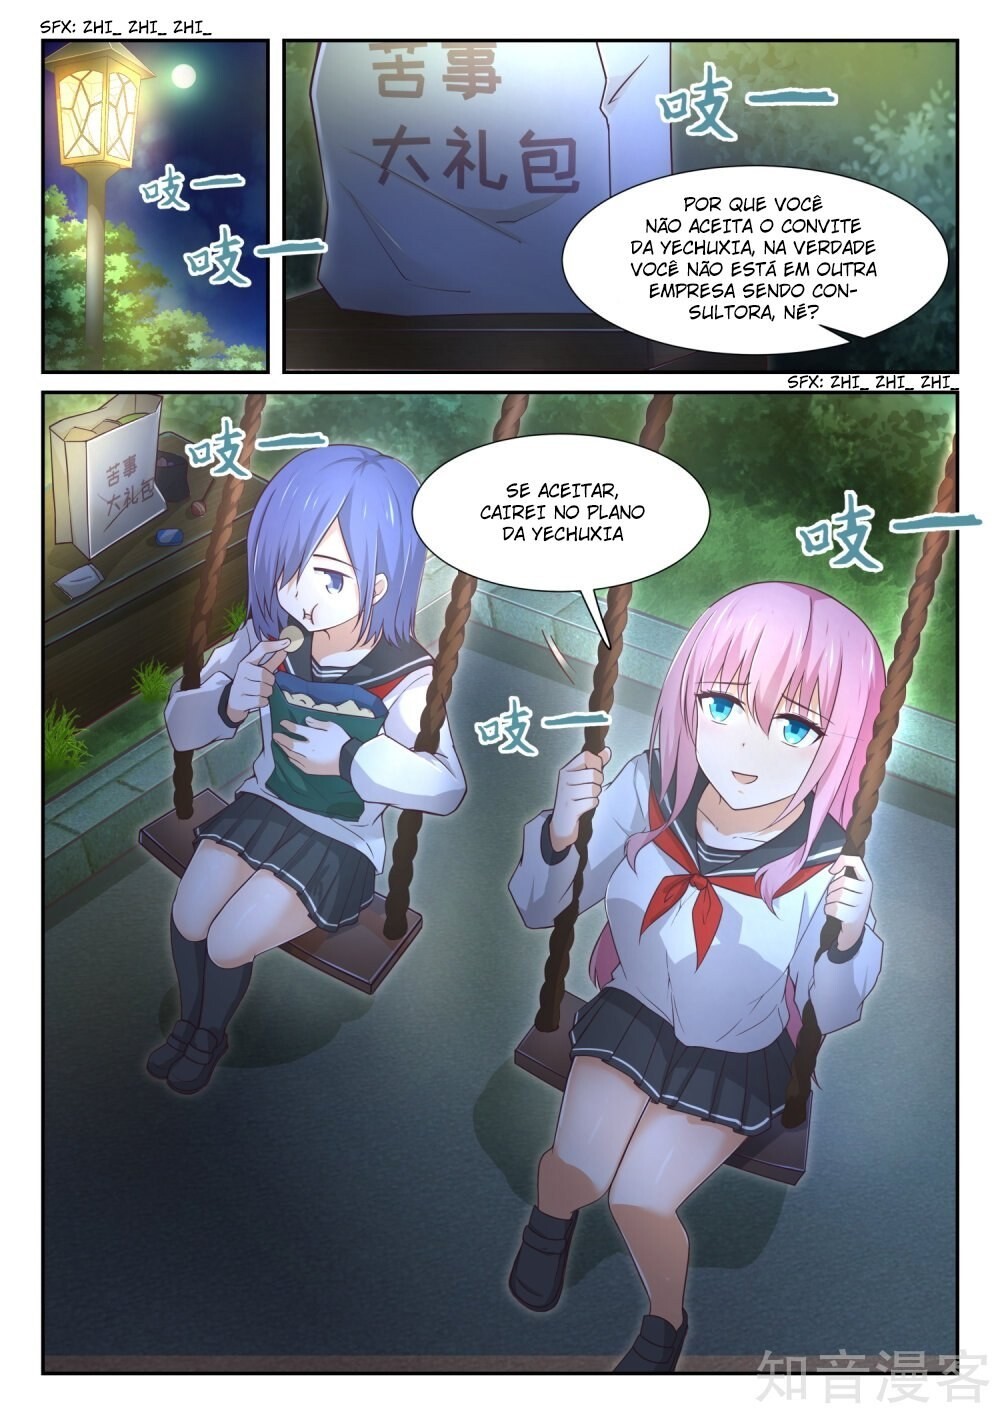 SFX: ZHI_ ZHI_ ZHI_
吱一
吱一
苦事
大礼包
吱一
POR QUE VOCÊ
NÃO ACEITA O CONVITE
DA YECHUXIA, NA VERDADE
VOCÊ NÃO ESTÁ EM OUTRA
EMPRESA SENDO CON-
SULTORA, NÉ?
SFX: ZHI_ ZHI_ ZHI_
苦事
大礼包
吱一
SE ACEITAR,
CAIREI NO PLANO
DA YECHUXIA
吱一
吱一
知音漫客